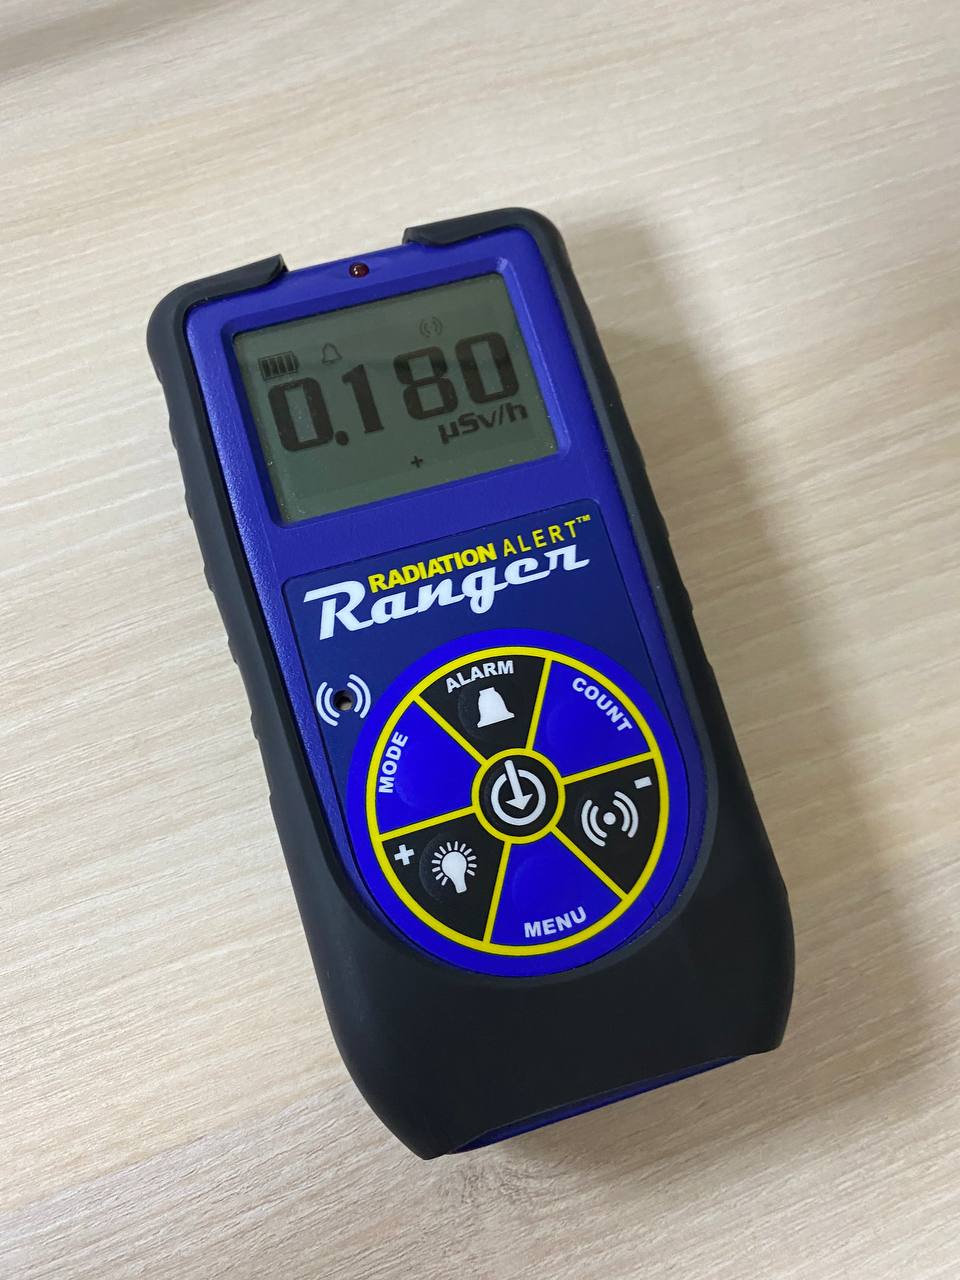 0.180
µSv/h
+
RADIATION ALERT™
Ranger
ALARM
COUNT
MODE
-
+
MENU